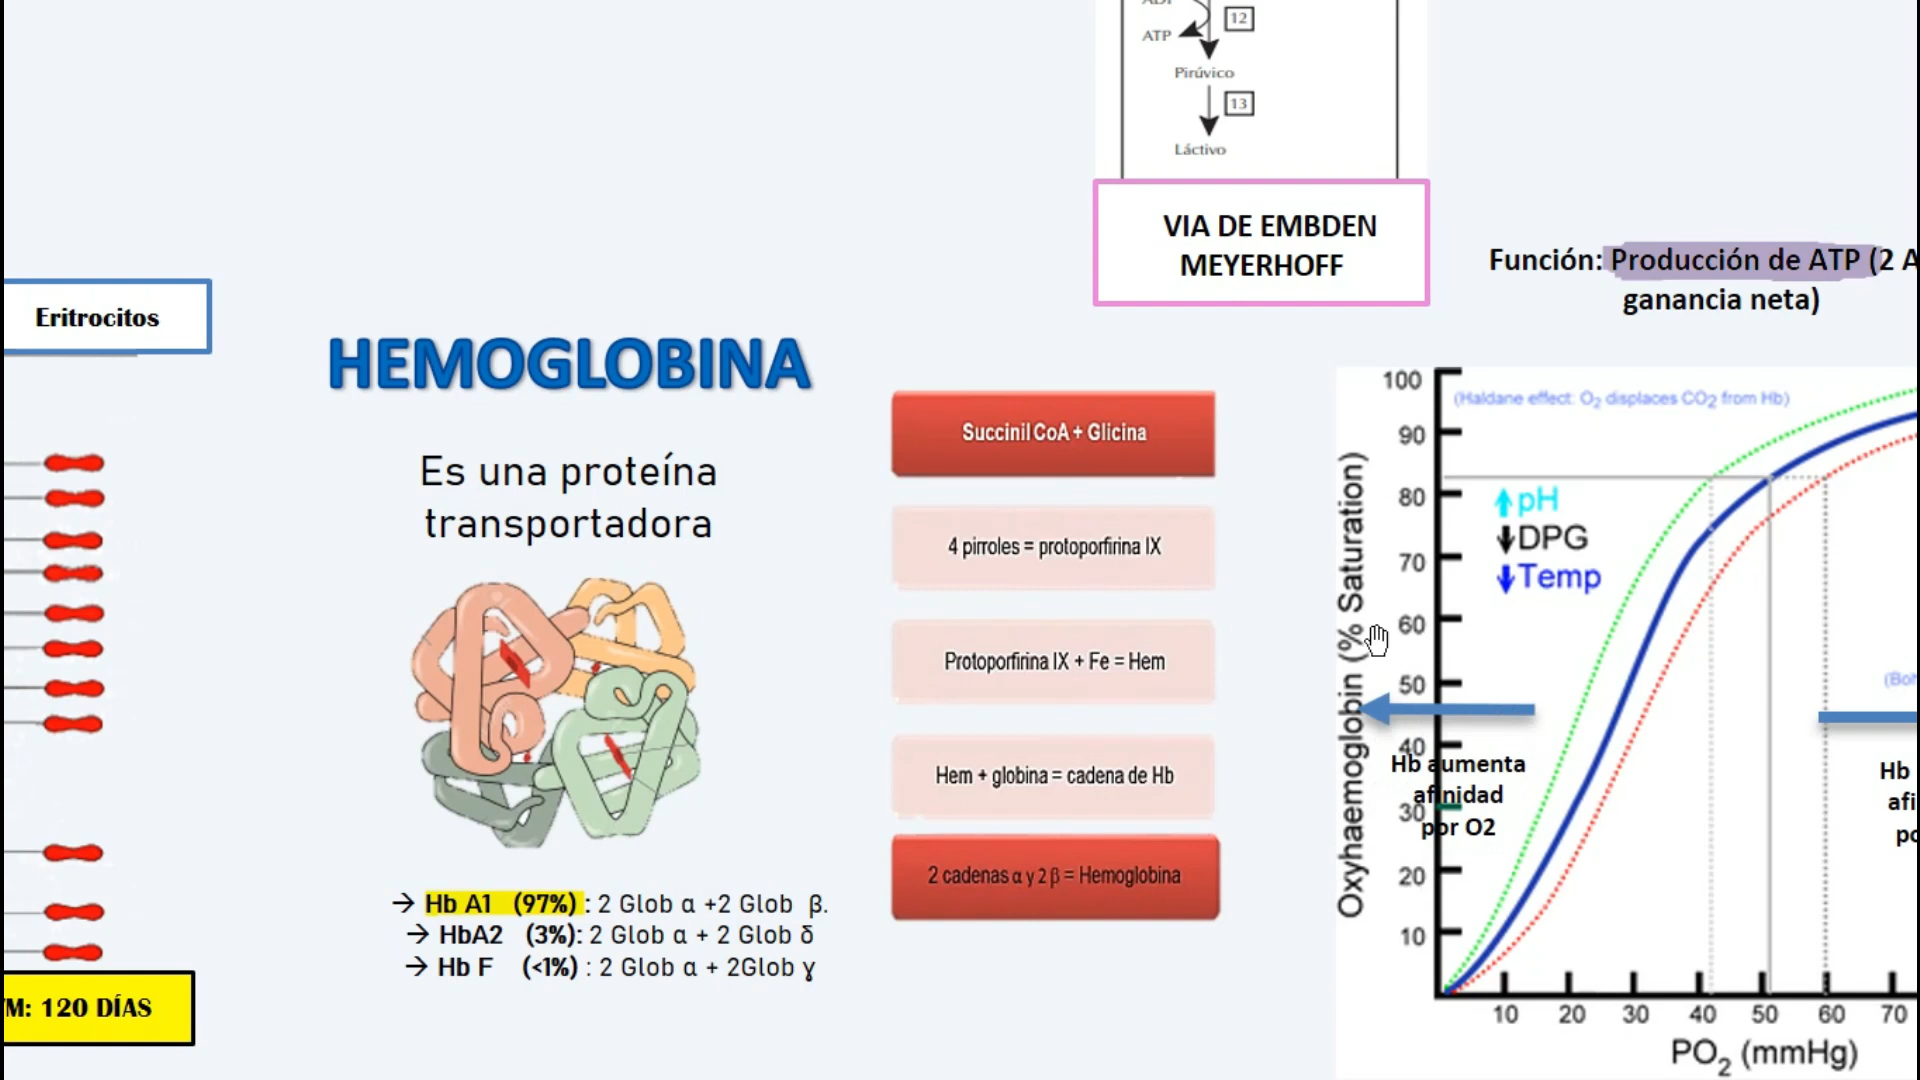 ATP
12
Pirúvico
13
Láctivo
VIA DE EMBDEN
MEYERHOFF
Función: Producción de ATP (2 A
ganancia neta)
Eritrocitos
M: 120 DÍAS
HEMOGLOBINA
Es una proteína
transportadora
→ Hb A1 (97%) : 2 Glob α +2 Glob β.
→ HbA2 (3%): 2 Glob α + 2 Glob δ
→ Hb F (<1%) : 2 Glob α + 2Glob ɣ
Succinil CoA + Glicina
4 pirroles = protoporfirina IX
Protoporfirina IX + Fe = Hem
Hem + globina = cadena de Hb
2 cadenas α y 2 β = Hemoglobina
Oxyhaemoglobin (% Saturation)
100
90
80
70
60
50
40
30
20
10
(Haldane effect: O2 displaces CO2 from Hb)
↑pH
↓DPG
↓Temp
Hb aumenta
afinidad
por O2
(Boh
Hb
afi
po
10 20 30 40 50 60 70
PO2 (mmHg)